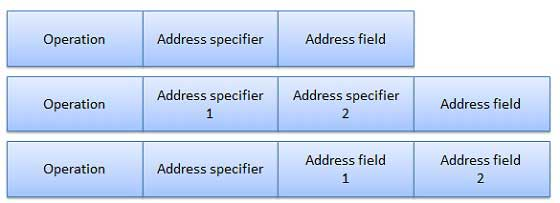 Operation Address specifier Address field
Operation Address specifier 1 Address specifier 2 Address field
Operation Address specifier Address field 1 Address field 2